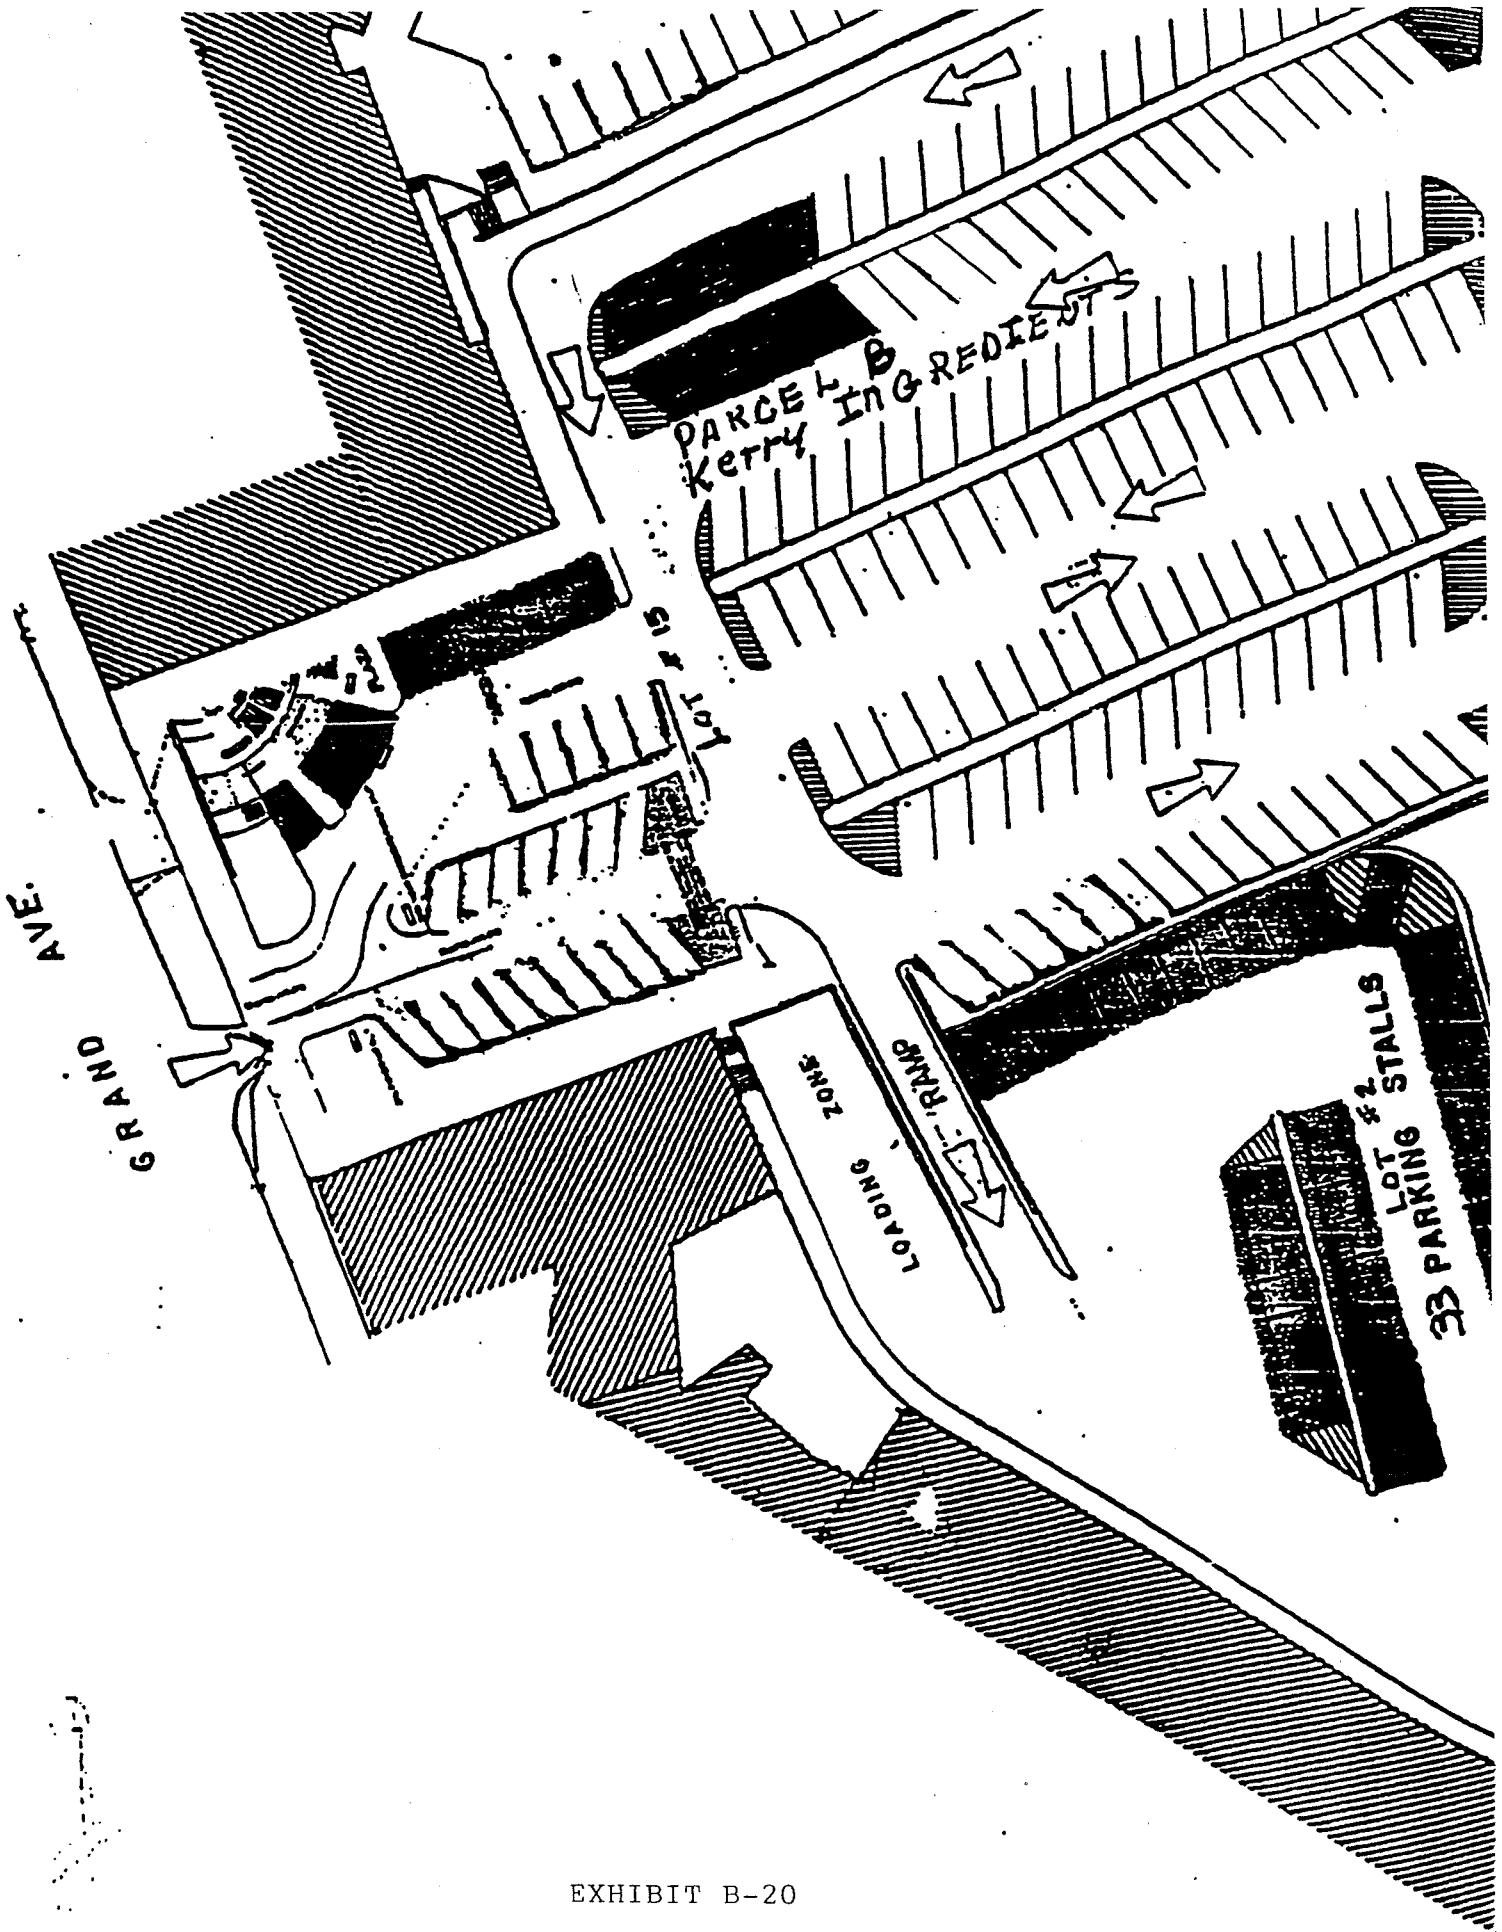 PARCEL B
Kerry INGREDIENTS
LOT # 15
GRAND AVE.
LOADING ZONE
RAMP
LOT #2
33 PARKING STALLS
EXHIBIT B-20